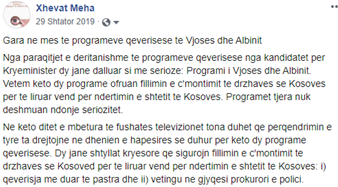 Xhevat Meha
29 Shtator 2019
Gara ne mes te programeve qeverisese te Vjoses dhe Albinit
Nga paraqitjet e deritanishme te programeve qeverisese nga kandidatet per
Kryeminister dy jane dalluar si me serioze: Programi i Vjoses dhe Albinit.
Vetem keto dy programe ofruan fillimin e c'montimit te drzhaves se Kosoves
per te liruar vend per ndertimin e shtetit te Kosoves. Programet tjera nuk
deshmuan ndonje seriozitet.
Ne keto ditet e mbetura te fushates televizionet tona duhet qe perqendrimin e
tyre ta drejtojne ne dhenien e hapesires se duhur per keto dy programe
qeverisese. Dy jane shtyllat kryesore qe sigurojn fillimin e c'montimit te
drzhaves se Kosoved per te liruar vend per ndertimin e shtetit te Kosoves: i)
qeverisja me duar te pastra dhe ii) vetingu ne gjyqesi prokurori e polici.